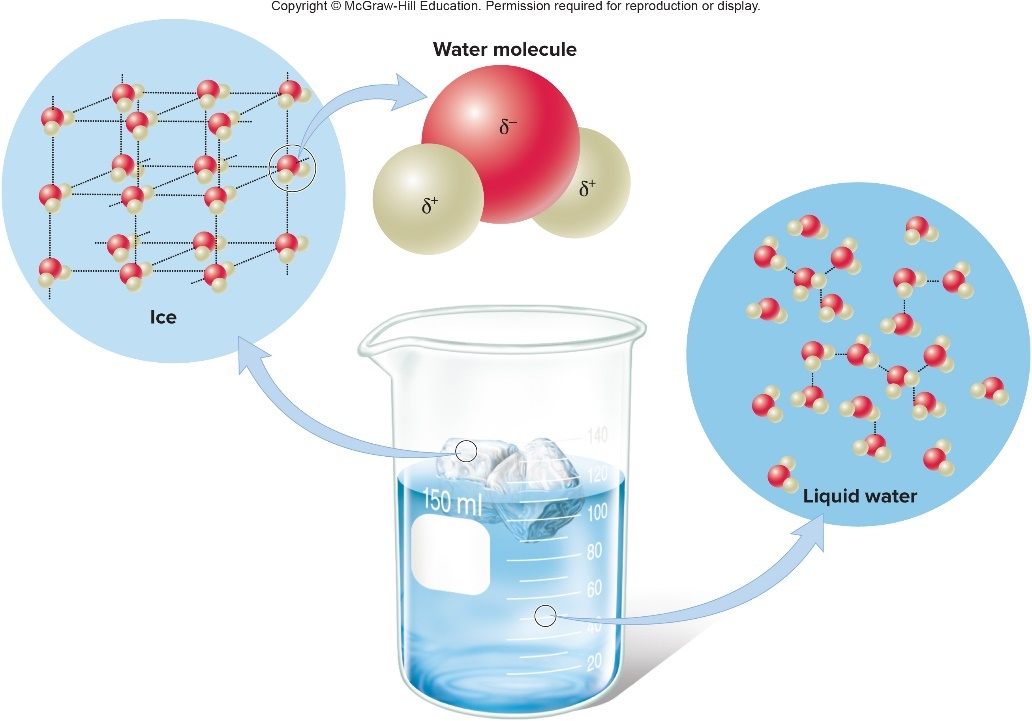 Copyright © McGraw-Hill Education. Permission required for reproduction or display.
Water molecule
δ−
δ+
δ+
Ice
140
120
150 ml
100
80
60
40
20
Liquid water